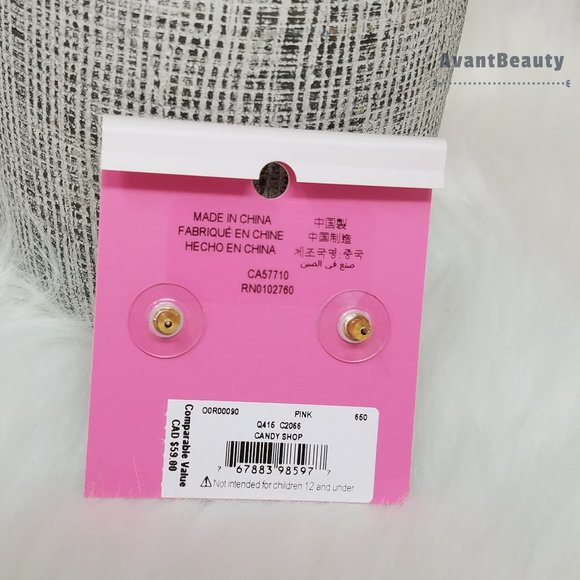 AvantBeauty
MADE IN CHINA
FABRIQUÉ EN CHINE
HECHO EN CHINA
中国製
中国制造
제조국명:중국
صنع في الصين
CA57710
RN0102760
O0R00090 PINK 650
Q415 C2055
CANDY SHOP
7 67883 98597 7
⚠ Not intended for children 12 and under
Comparable Value
CAD $59.00